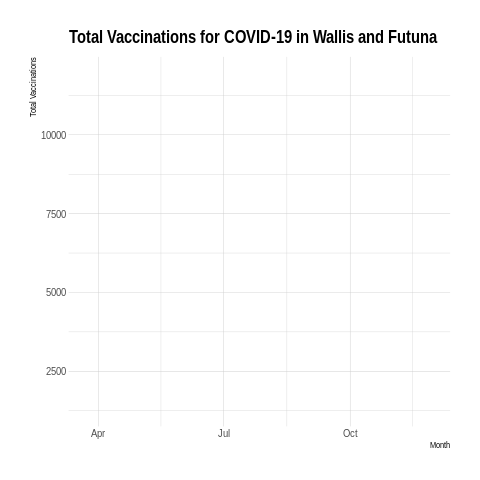 Total Vaccinations for COVID-19 in Wallis and Futuna
Total Vaccinations
10000
7500
5000
2500
Apr Jul Oct
Month